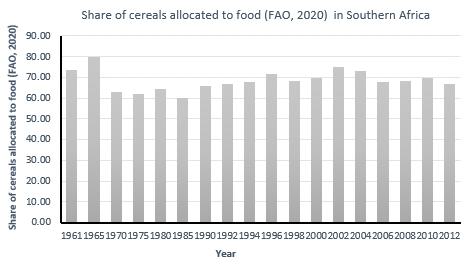 Share of cereals allocated to food (FAO, 2020)  in Southern Africa
Share of cereals allocated to food (FAO, 2020)
90.00
80.00
70.00
60.00
50.00
40.00
30.00
20.00
10.00
0.00
1961 1965 1970 1975 1980 1985 1990 1992 1994 1996 1998 2000 2002 2004 2006 2008 2010 2012
Year